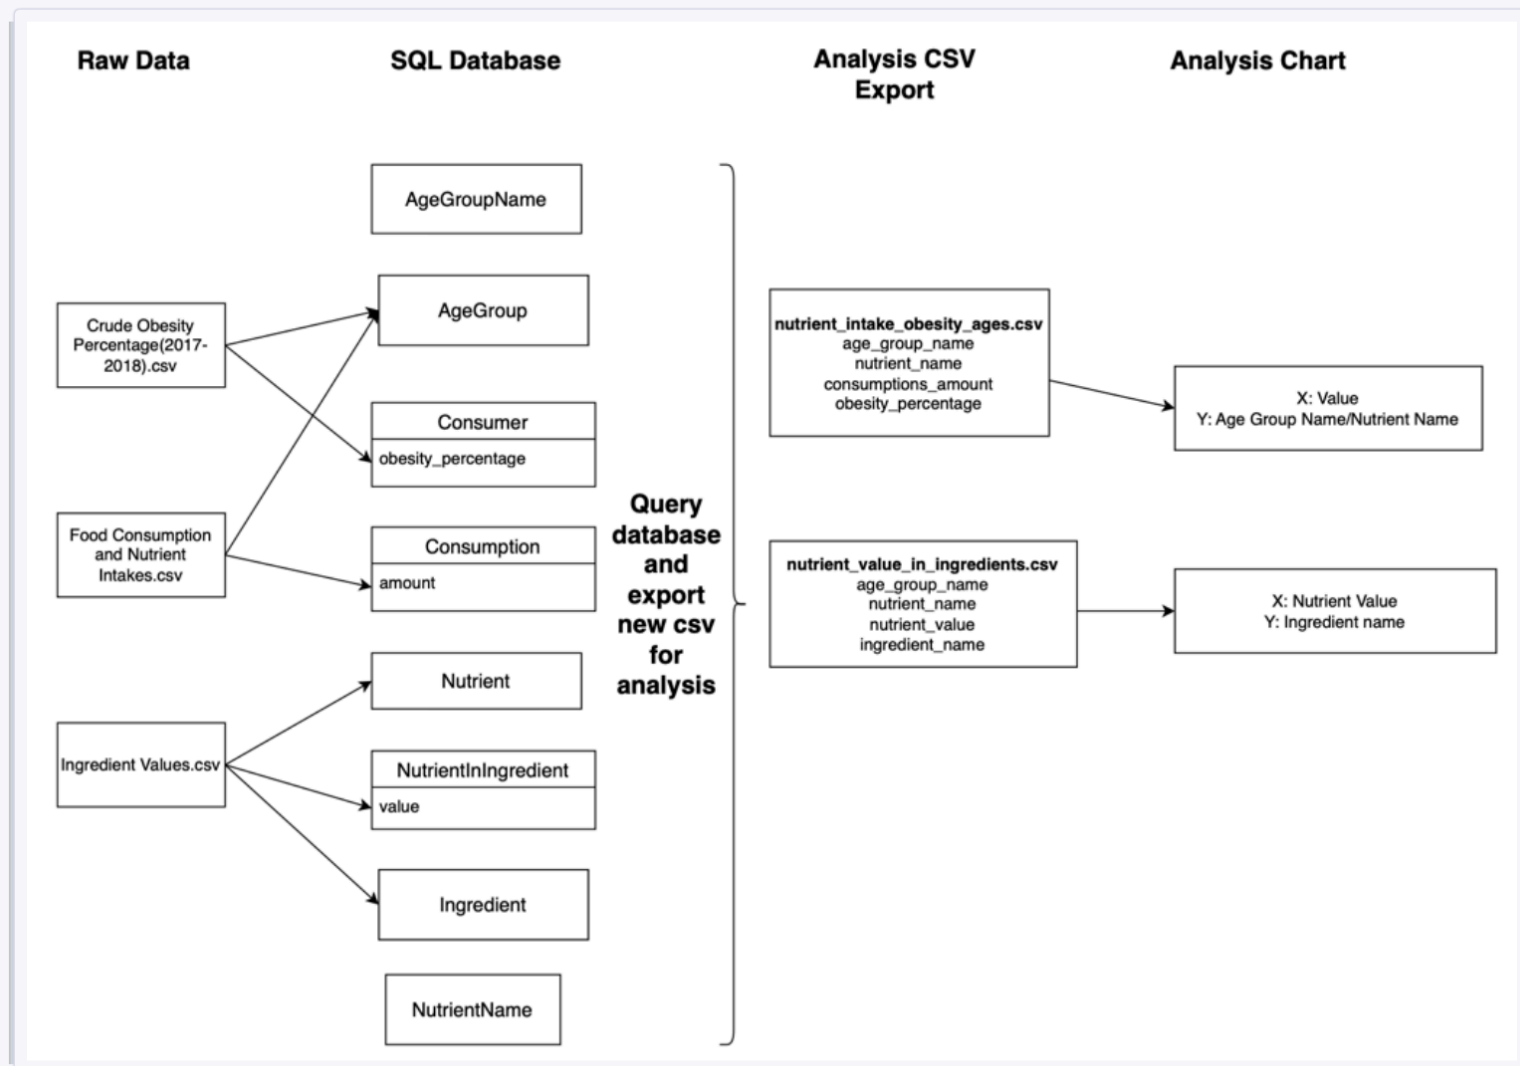 Raw Data
SQL Database
Analysis CSV
Export
Analysis Chart
AgeGroupName
AgeGroup
Crude Obesity
Percentage(2017-
2018).csv
Consumer
obesity_percentage
Food Consumption
and Nutrient
Intakes.csv
Consumption
amount
Nutrient
Ingredient Values.csv
NutrientInIngredient
value
Ingredient
NutrientName
Query
database
and
export
new csv
for
analysis
nutrient_intake_obesity_ages.csv
age_group_name
nutrient_name
consumptions_amount
obesity_percentage
X: Value
Y: Age Group Name/Nutrient Name
nutrient_value_in_ingredients.csv
age_group_name
nutrient_name
nutrient_value
ingredient_name
X: Nutrient Value
Y: Ingredient name